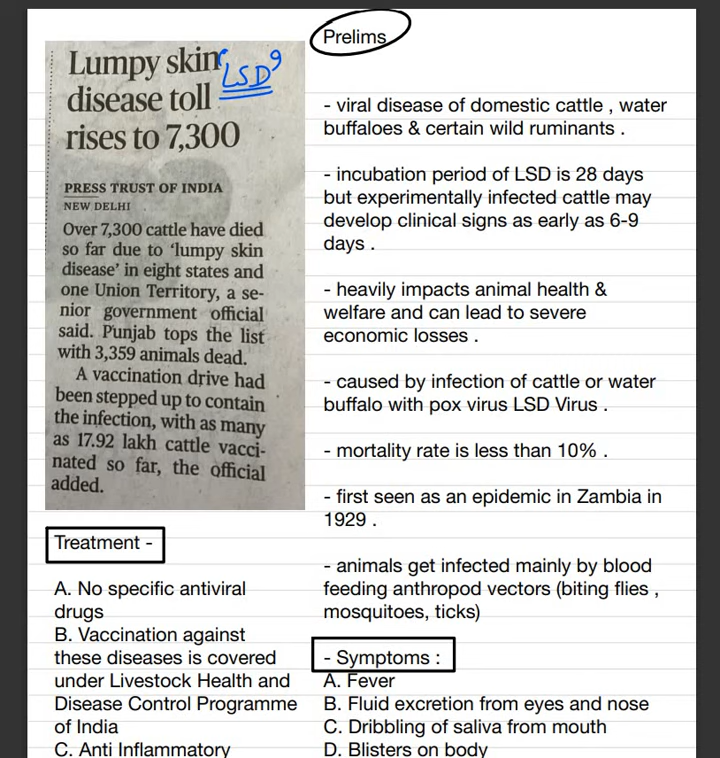 Lumpy skin
disease toll
rises to 7,300
LSD
PRESS TRUST OF INDIA
NEW DELHI
Over 7,300 cattle have died
so far due to ‘lumpy skin
disease’ in eight states and
one Union Territory, a se-
nior government official
said. Punjab tops the list
with 3,359 animals dead.
A vaccination drive had
been stepped up to contain
the infection, with as many
as 17.92 lakh cattle vacci-
nated so far, the official
added.
Treatment -
A. No specific antiviral
drugs
B. Vaccination against
these diseases is covered
under Livestock Health and
Disease Control Programme
of India
C. Anti Inflammatory
Prelims
- viral disease of domestic cattle , water
buffaloes & certain wild ruminants .
- incubation period of LSD is 28 days
but experimentally infected cattle may
develop clinical signs as early as 6-9
days .
- heavily impacts animal health &
welfare and can lead to severe
economic losses .
- caused by infection of cattle or water
buffalo with pox virus LSD Virus .
- mortality rate is less than 10% .
- first seen as an epidemic in Zambia in
1929 .
- animals get infected mainly by blood
feeding anthropod vectors (biting flies ,
mosquitoes, ticks)
- Symptoms :
A. Fever
B. Fluid excretion from eyes and nose
C. Dribbling of saliva from mouth
D. Blisters on body